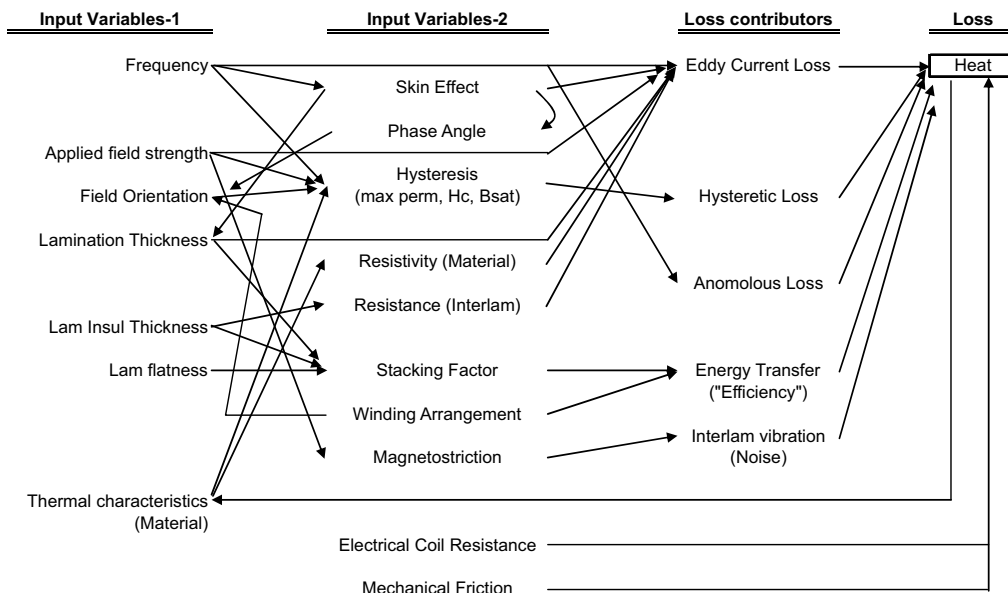 Input Variables-1
Input Variables-2
Loss contributors
Loss
Frequency
Eddy Current Loss
Heat
Skin Effect
Phase Angle
Applied field strength
Hysteresis
(max perm, Hc, Bsat)
Field Orientation
Hysteretic Loss
Lamination Thickness
Resistivity (Material)
Anomolous Loss
Resistance (Interlam)
Lam Insul Thickness
Lam flatness
Stacking Factor
Energy Transfer
("Efficiency")
Winding Arrangement
Interlam vibration
(Noise)
Magnetostriction
Thermal characteristics
(Material)
Electrical Coil Resistance
Mechanical Friction